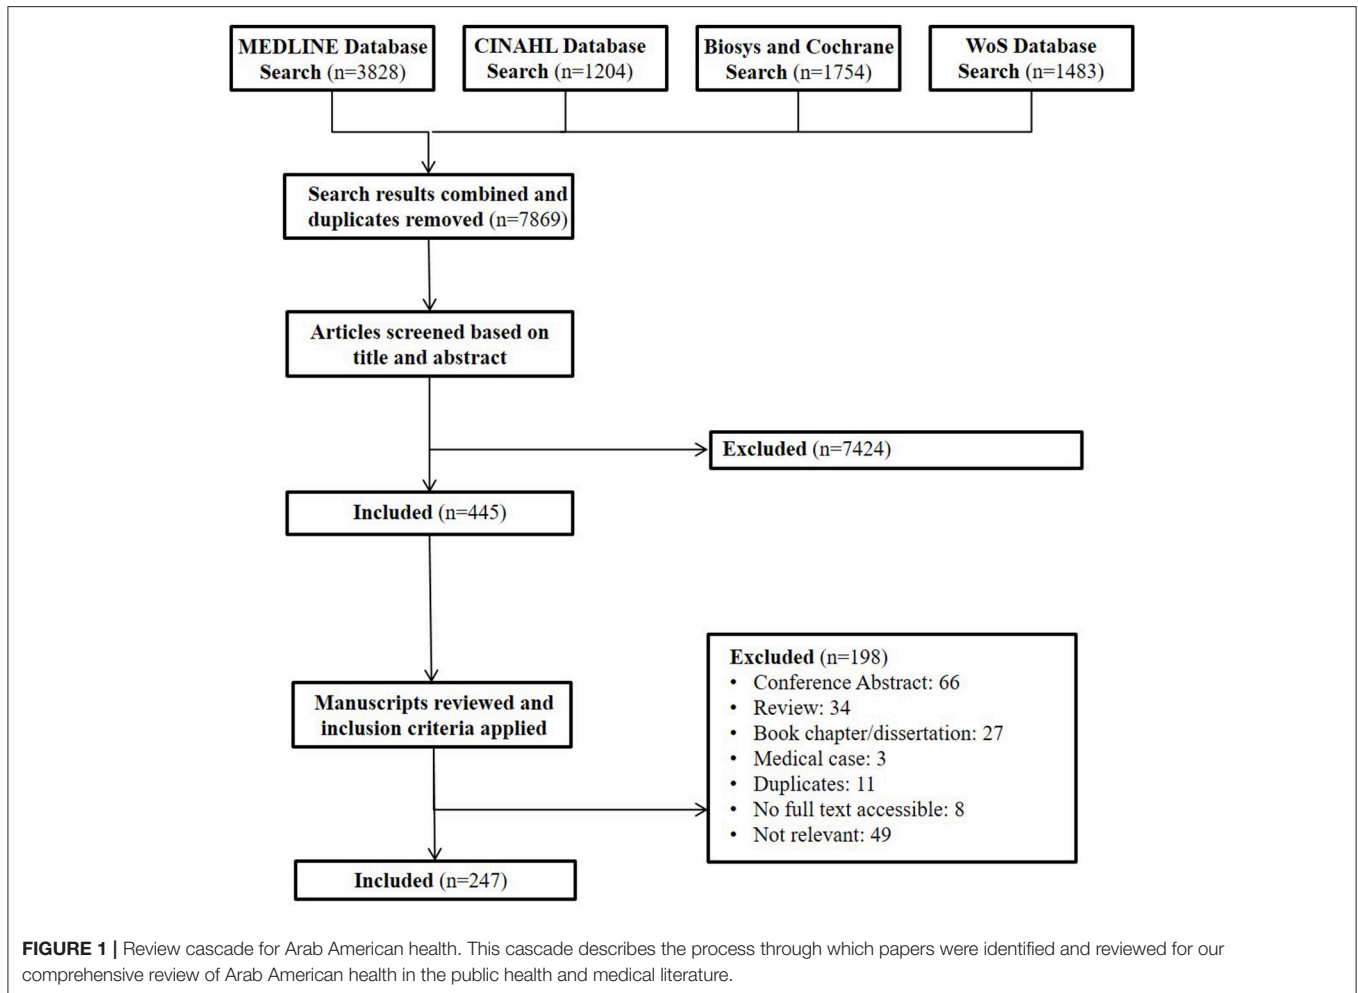 MEDLINE Database
Search (n=3828)
CINAHL Database
Search (n=1204)
Biosys and Cochrane
Search (n=1754)
WoS Database
Search (n=1483)
Search results combined and
duplicates removed (n=7869)
Articles screened based on
title and abstract
Excluded (n=7424)
Included (n=445)
Manuscripts reviewed and
inclusion criteria applied
Excluded (n=198)
• Conference Abstract: 66
• Review: 34
• Book chapter/dissertation: 27
• Medical case: 3
• Duplicates: 11
• No full text accessible: 8
• Not relevant: 49
Included (n=247)
FIGURE 1 | Review cascade for Arab American health. This cascade describes the process through which papers were identified and reviewed for our
comprehensive review of Arab American health in the public health and medical literature.